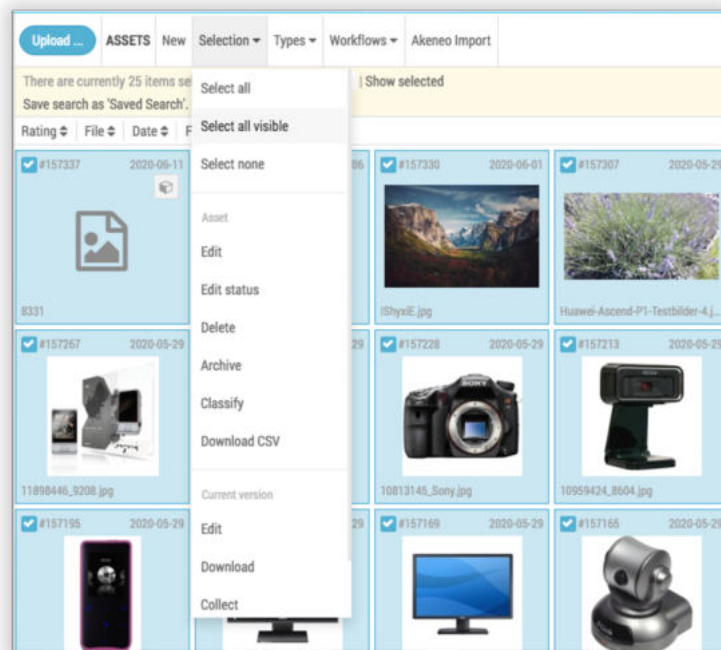 Upload ... ASSETS New Selection Types Workflows Akeneo Import
There are currently 25 items | Show selected
Save search as 'Saved Search'.
Rating File Date
Select all
Select all visible
Select none
Asset
Edit
Edit status
Delete
Archive
Classify
Download CSV
Current version
Edit
Download
Collect
#157337 2020-06-11
8331
06
#157330 2020-06-01
IShyxiE.jpg
#157307 2020-05-29
Huawei-Ascend-P1-Testbilder-4.j...
#157267 2020-05-29
11898446_9208.jpg
29
#157228 2020-05-29
SONY
10813145_Sony.jpg
#157213 2020-05-29
10959424_8604.jpg
#157195 2020-05-29
29
#157169 2020-05-29
#157165 2020-05-29